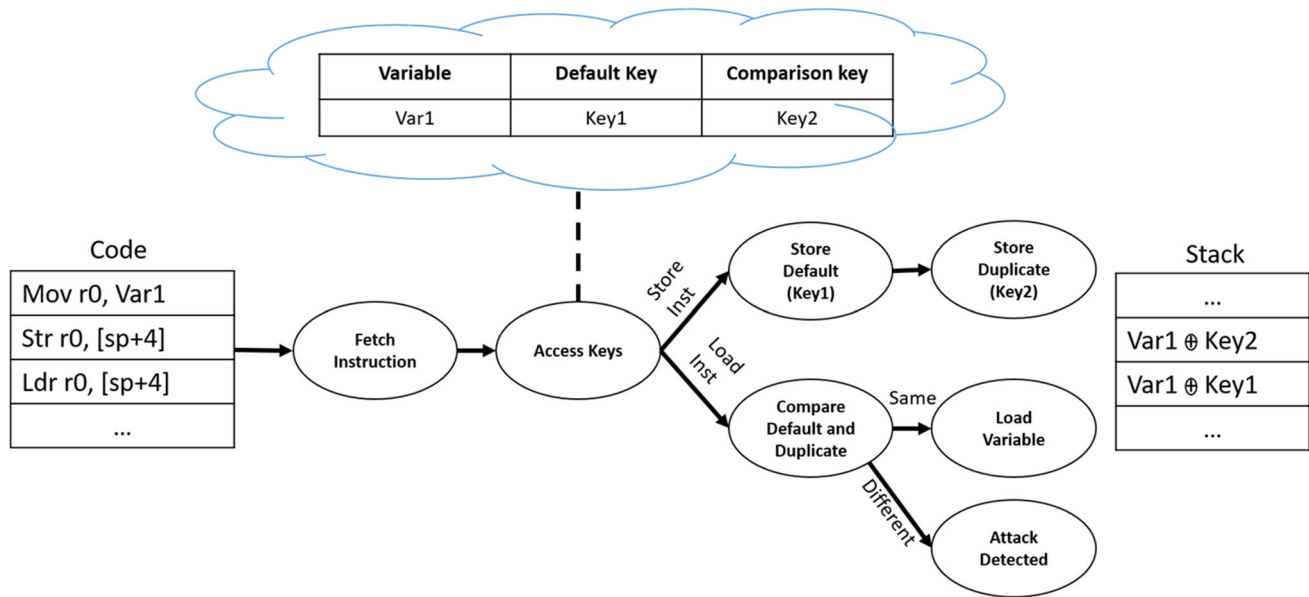 Variable Default Key Comparison key
Var1 Key1 Key2
Code
Mov r0, Var1
Str r0, [sp+4]
Ldr r0, [sp+4]
...
Fetch
Instruction
Access Keys
Store
Inst
Load
Inst
Store
Default
(Key1)
Store
Duplicate
(Key2)
Compare
Default and
Duplicate
Same
Load
Variable
Different
Attack
Detected
Stack
...
Var1 ⊕ Key2
Var1 ⊕ Key1
...